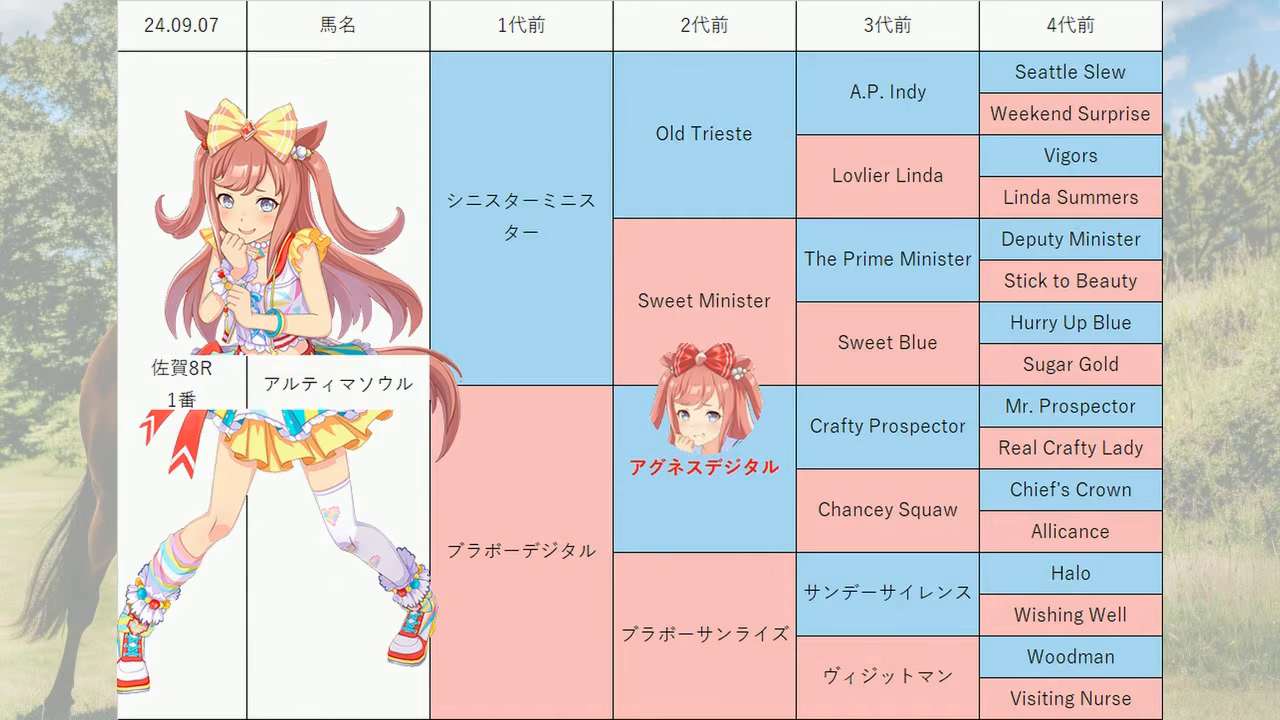 24.09.07
馬名
1代前
2代前
3代前
4代前
佐賀8R
1番
アルティマソウル
シニスターミニス
ター
ブラボーデジタル
Old Trieste
Sweet Minister
アグネスデジタル
ブラボーサンライズ
A.P. Indy
Lovlier Linda
The Prime Minister
Sweet Blue
Crafty Prospector
Chancey Squaw
サンデーサイレンス
ヴィジットマン
Seattle Slew
Weekend Surprise
Vigors
Linda Summers
Deputy Minister
Stick to Beauty
Hurry Up Blue
Sugar Gold
Mr. Prospector
Real Crafty Lady
Chief's Crown
Allicance
Halo
Wishing Well
Woodman
Visiting Nurse